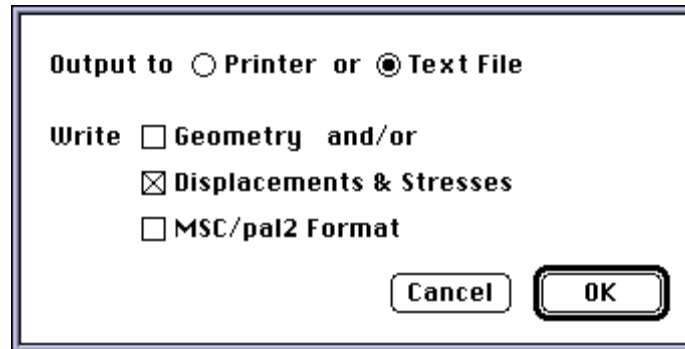 Output to Printer or Text File
Write Geometry and/or
Displacements & Stresses
MSC/pal2 Format
Cancel OK